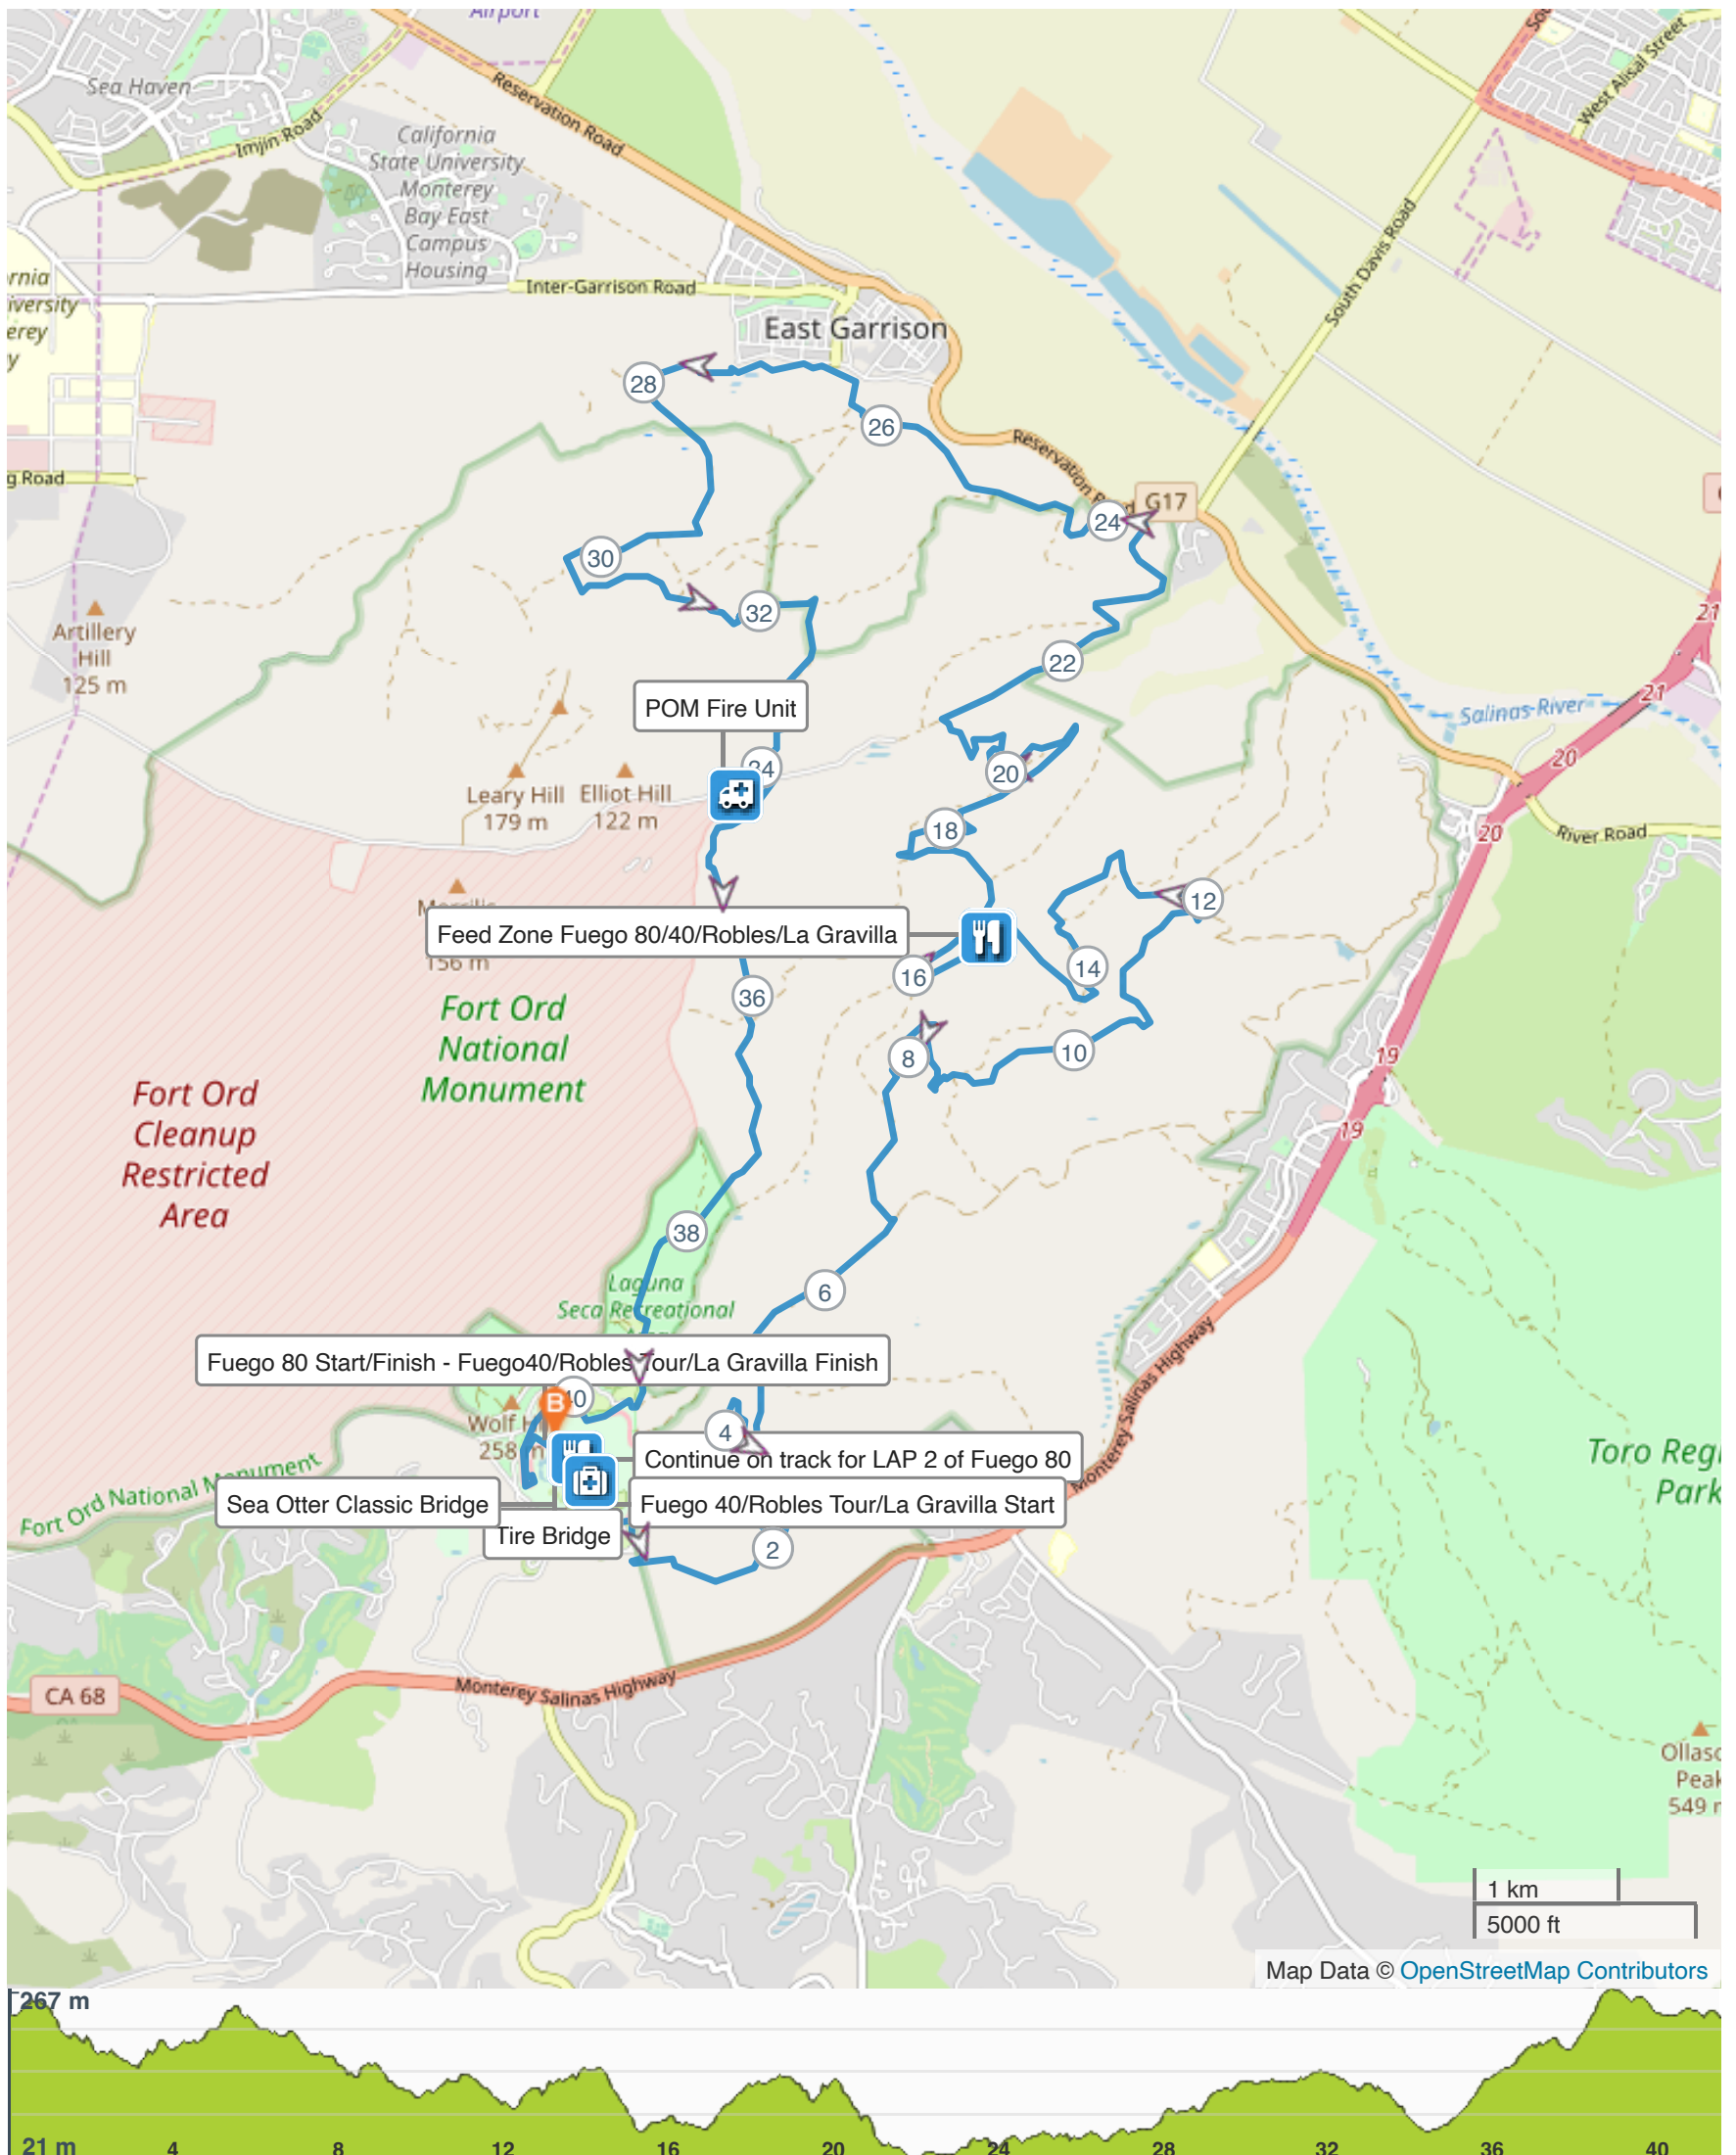 Airport
Sea Haven
Imjin Road
Reservation Road
California
State University
Monterey
Bay East
Campus
Housing
West Alisal Street
South Davis Road
Inter-Garrison Road
East Garrison
28
26
Reservation Road
G17
24
g Road
30
32
22
Artillery
Hill
125 m
POM Fire Unit
21
21
Salinas River
20
34
20
Leary Hill
179 m
Elliot Hill
122 m
18
20
River Road
12
Feed Zone Fuego 80/40/Robles/La Gravilla
156 m
14
16
36
Fort Ord
National
Monument
8
10
19
Fort Ord
Cleanup
Restricted
Area
19
38
6
Laguna
Seca Recreational
Fuego 80 Start/Finish - Fuego40/Robles Tour/La Gravilla Finish
B
40
Wolf
258 m
4
Continue on track for LAP 2 of Fuego 80
Monterey Salinas Highway
Toro Reg
Park
Fort Ord National Monument
Sea Otter Classic Bridge
Fuego 40/Robles Tour/La Gravilla Start
Tire Bridge
2
CA 68
Monterey Salinas Highway
Peak
549 m
1 km
5000 ft
Map Data © OpenStreetMap Contributors
267 m
21 m
4
8
12
16
20
24
28
32
36
40